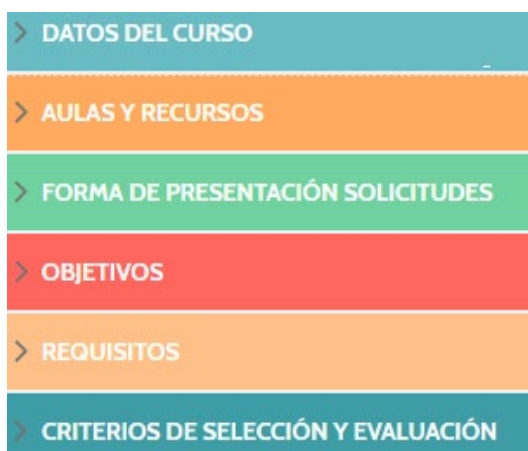 DATOS DEL CURSO
AULAS Y RECURSOS
FORMA DE PRESENTACIÓN SOLICITUDES
OBJETIVOS
REQUISITOS
CRITERIOS DE SELECCIÓN Y EVALUACIÓN